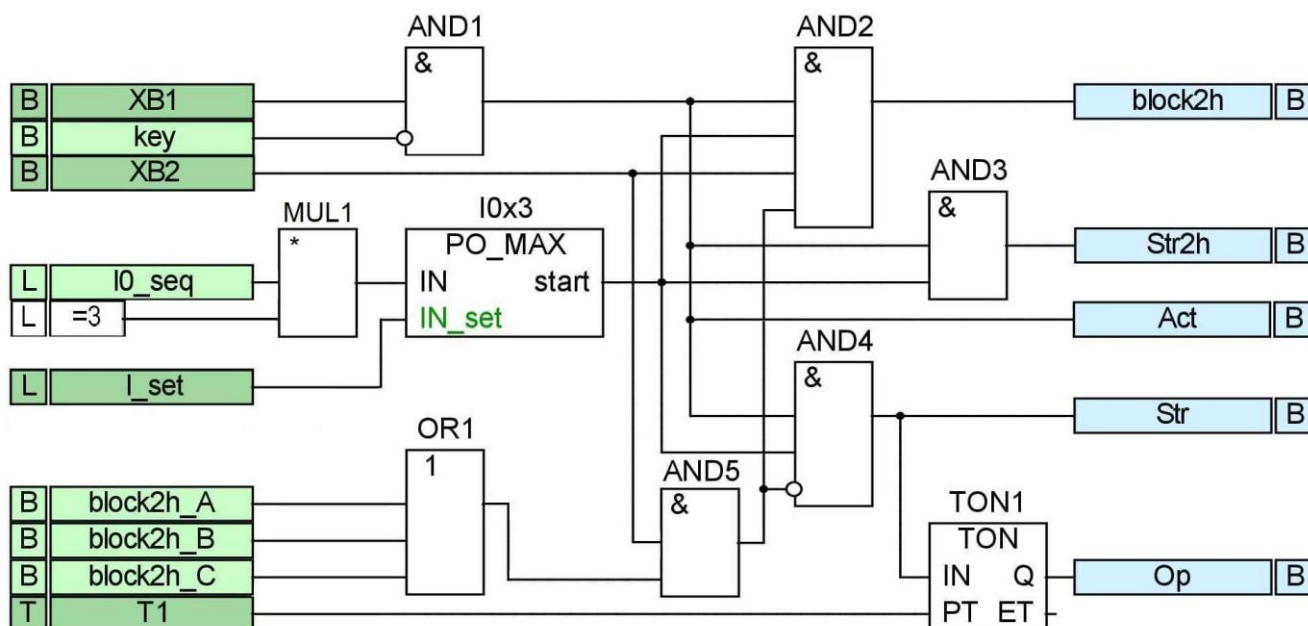 AND1
AND2
&
&
B XB1
block2h B
B key
B XB2
AND3
MUL1
I0x3
&
*
PO_MAX
Str2h B
L I0_seq
IN start
L =3
IN_set
Act B
AND4
&
L I_set
Str B
OR1
1
AND5
&
TON1
B block2h_A
TON
B block2h_B
B block2h_C
IN Q
Op B
T T1
PT ET